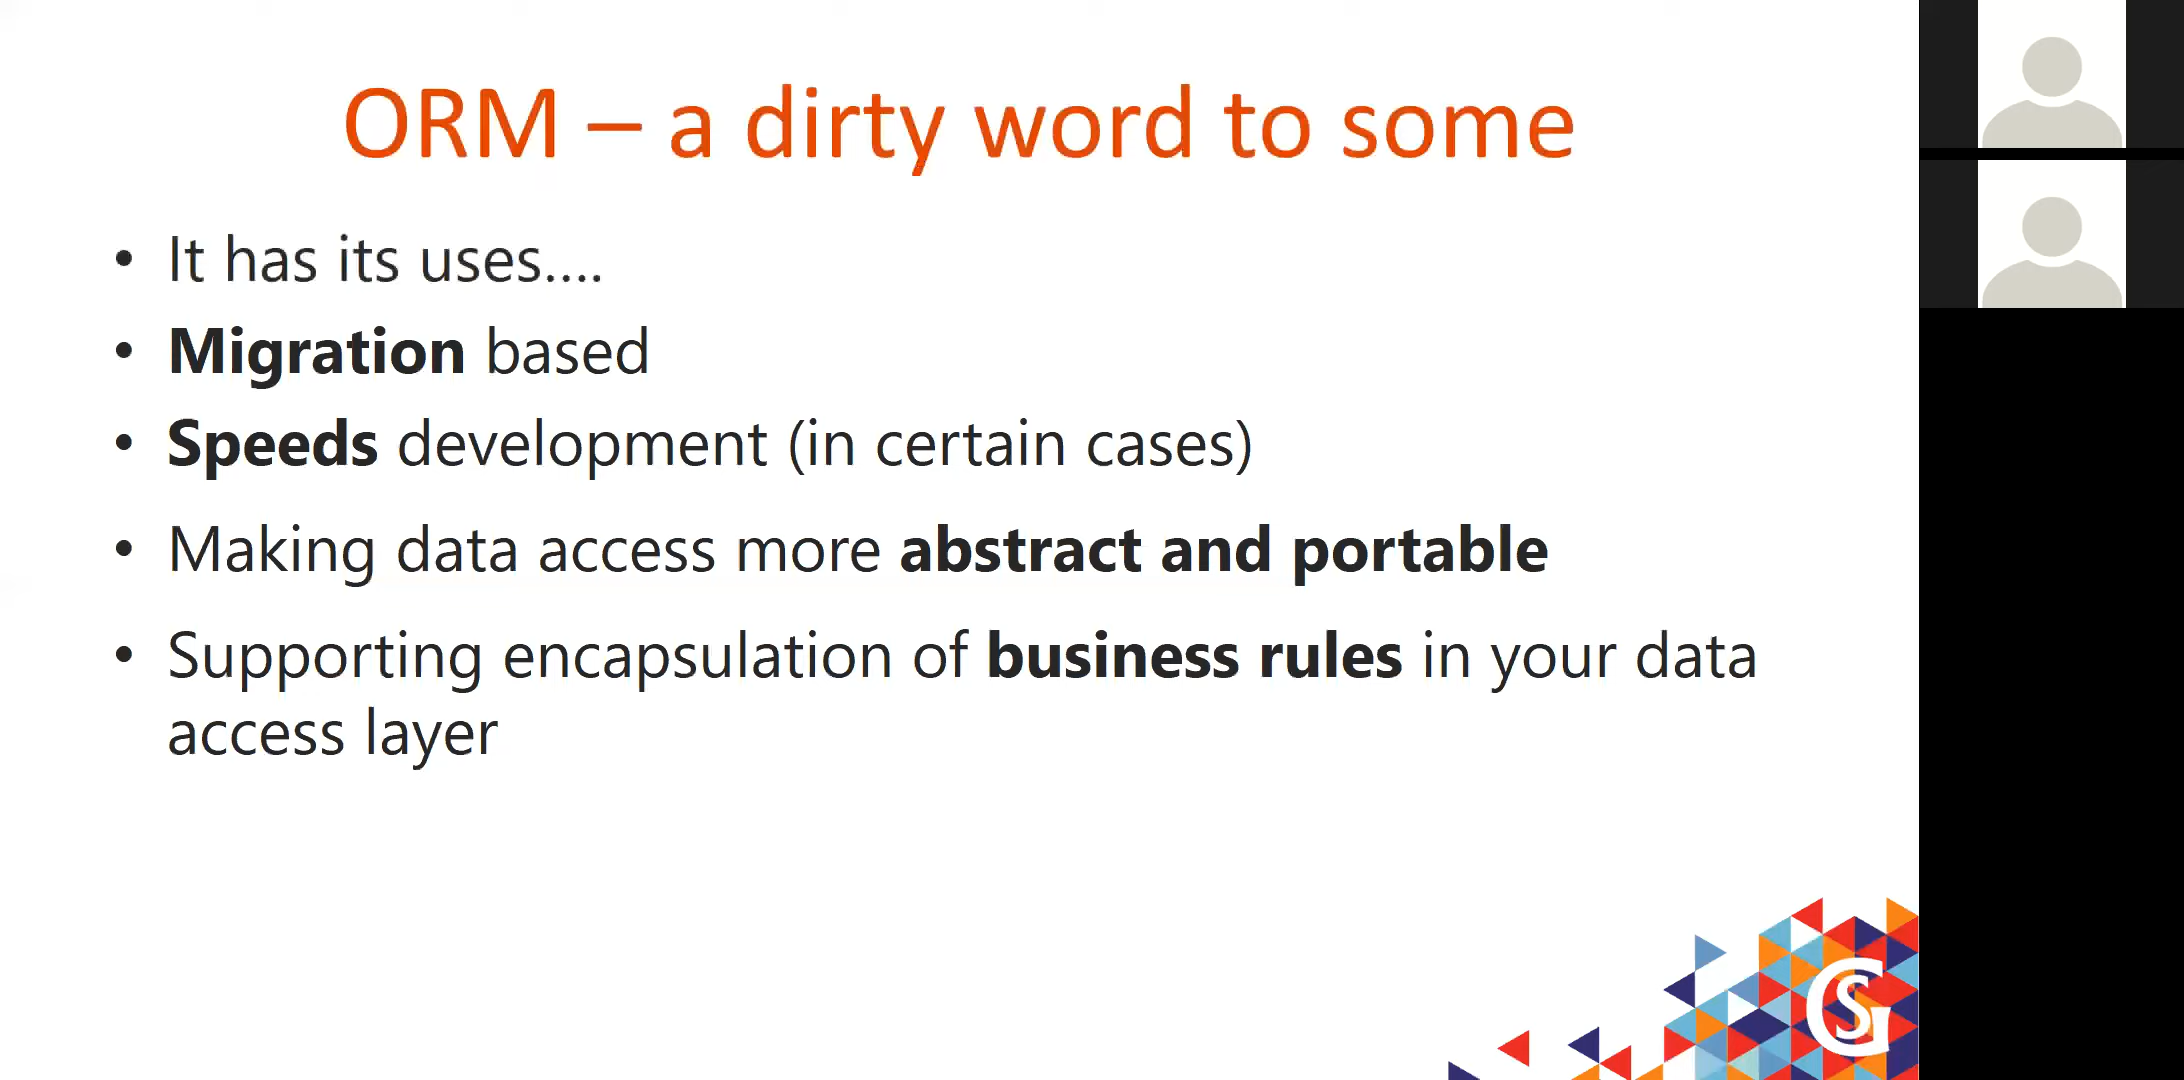 ORM – a dirty word to some
• It has its uses....
• Migration based
• Speeds development (in certain cases)
• Making data access more abstract and portable
• Supporting encapsulation of business rules in your data
access layer
GS